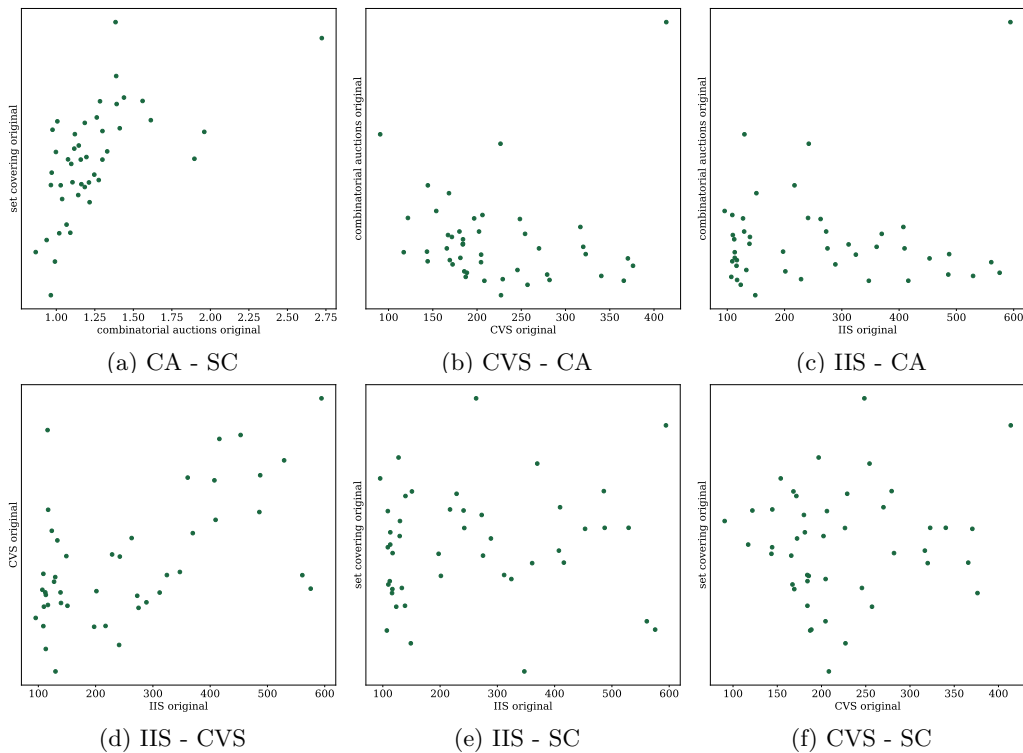 set covering original
1.00 1.25 1.50 1.75 2.00 2.25 2.50 2.75
combinatorial auctions original
(a) CA - SC
combinatorial auctions original
100 150 200 250 300 350 400
CVS original
(b) CVS - CA
combinatorial auctions original
100 200 300 400 500 600
IIS original
(c) IIS - CA
CVS original
100 200 300 400 500 600
IIS original
(d) IIS - CVS
set covering original
100 200 300 400 500 600
IIS original
(e) IIS - SC
set covering original
100 150 200 250 300 350 400
CVS original
(f) CVS - SC